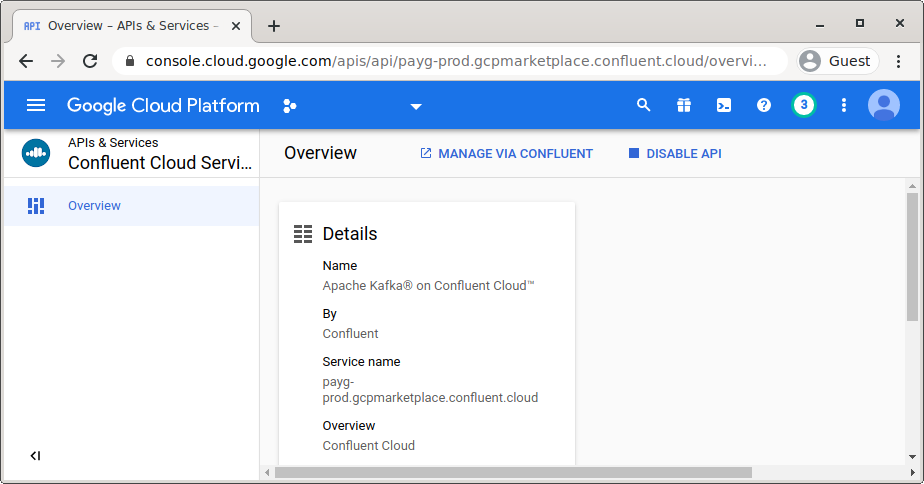 API Overview – APIs & Services –
console.cloud.google.com/apis/api/payg-prod.gcpmarketplace.confluent.cloud/overvi...
Guest
Google Cloud Platform
3
APIs & Services
Confluent Cloud Servi...
Overview
MANAGE VIA CONFLUENT
DISABLE API
Overview
Details
Name
Apache Kafka® on Confluent Cloud™
By
Confluent
Service name
payg-
prod.gcpmarketplace.confluent.cloud
Overview
Confluent Cloud